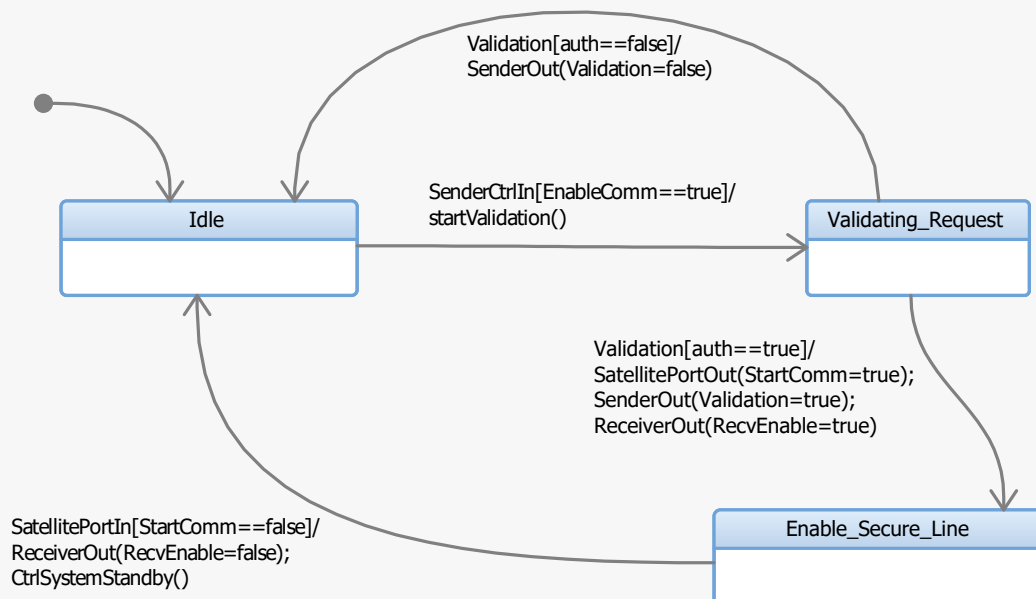 Validation[auth==false]/
SenderOut(Validation=false)
SenderCtrlIn[EnableComm==true]/
startValidation()
Idle
Validating_Request
Validation[auth==true]/
SatellitePortOut(StartComm=true);
SenderOut(Validation=true);
ReceiverOut(RecvEnable=true)
SatellitePortIn[StartComm==false]/
ReceiverOut(RecvEnable=false);
CtrlSystemStandby()
Enable_Secure_Line